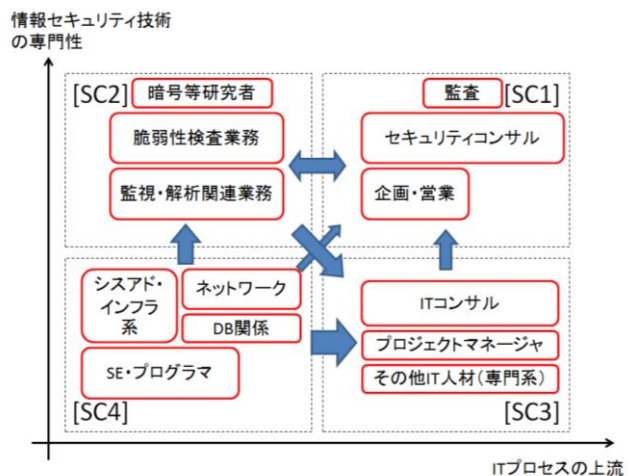 情報セキュリティ技術
の専門性
[SC2]
暗号等研究者
脆弱性検査業務
監視・解析関連業務
監査
[SC1]
セキュリティコンサル
企画・営業
シスアド・
インフラ
系
ネットワーク
DB関係
SE・プログラマ
[SC4]
ITコンサル
プロジェクトマネージャ
その他IT人材(専門系)
[SC3]
ITプロセスの上流